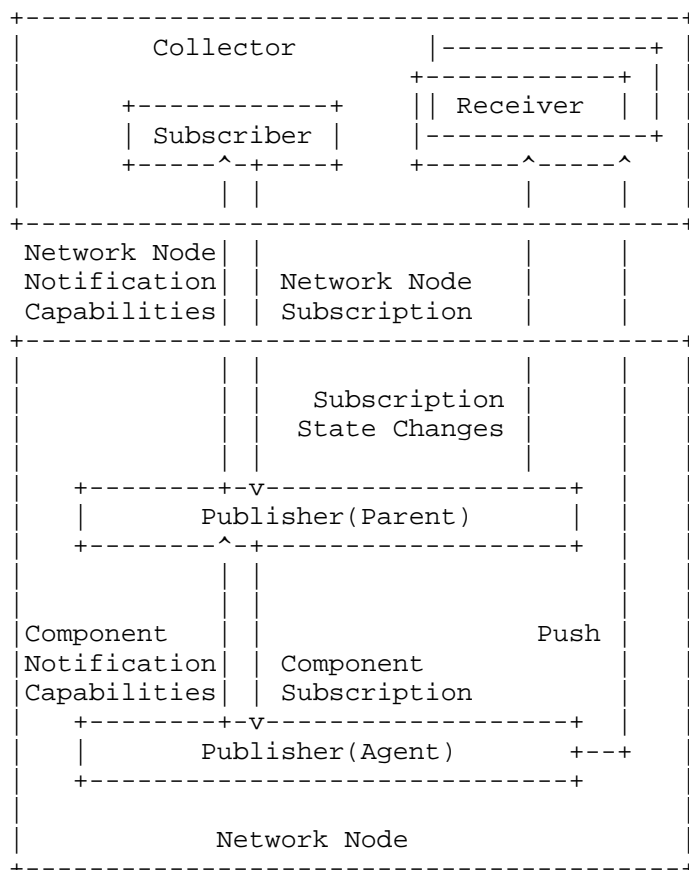 Collector
Receiver
Subscriber
Network Node
Notification
Capabilities
Network Node
Subscription
Subscription
State Changes
Publisher(Parent)
Component
Notification
Capabilities
Component
Subscription
Push
Publisher(Agent)
Network Node